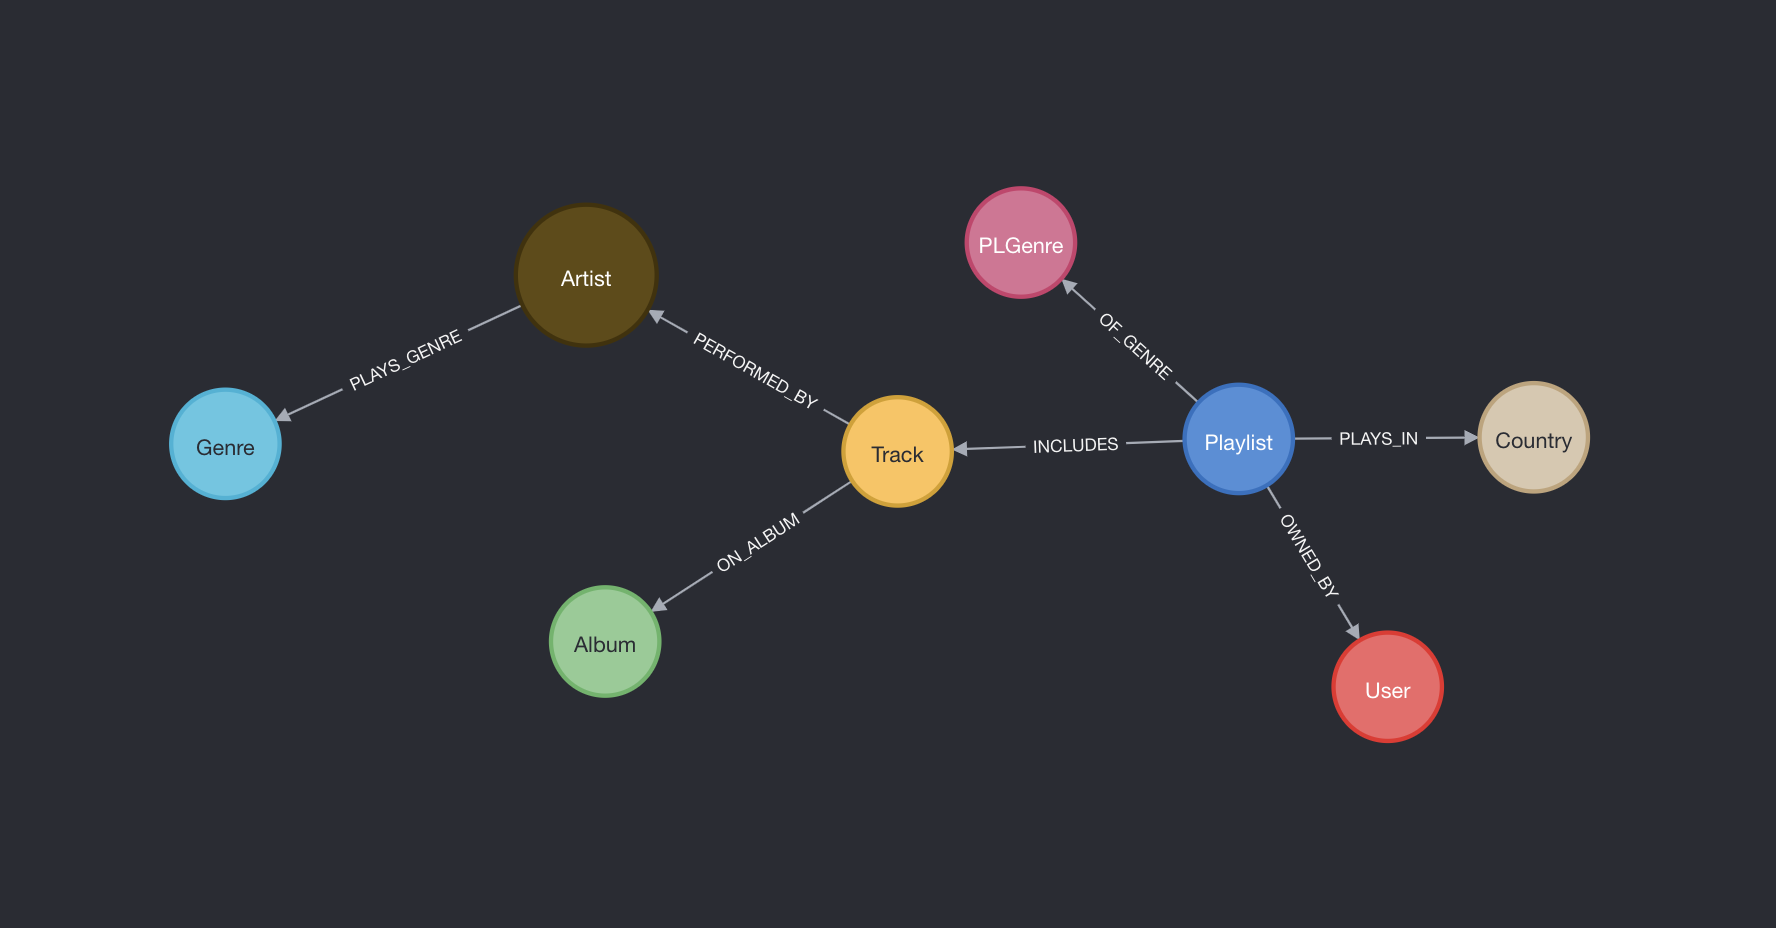 PLGenre
Artist
OF_GENRE
PERFORMED_BY
PLAYS_GENRE
Genre
Track
INCLUDES
Playlist
PLAYS_IN
Country
ON_ALBUM
OWNED_BY
Album
User